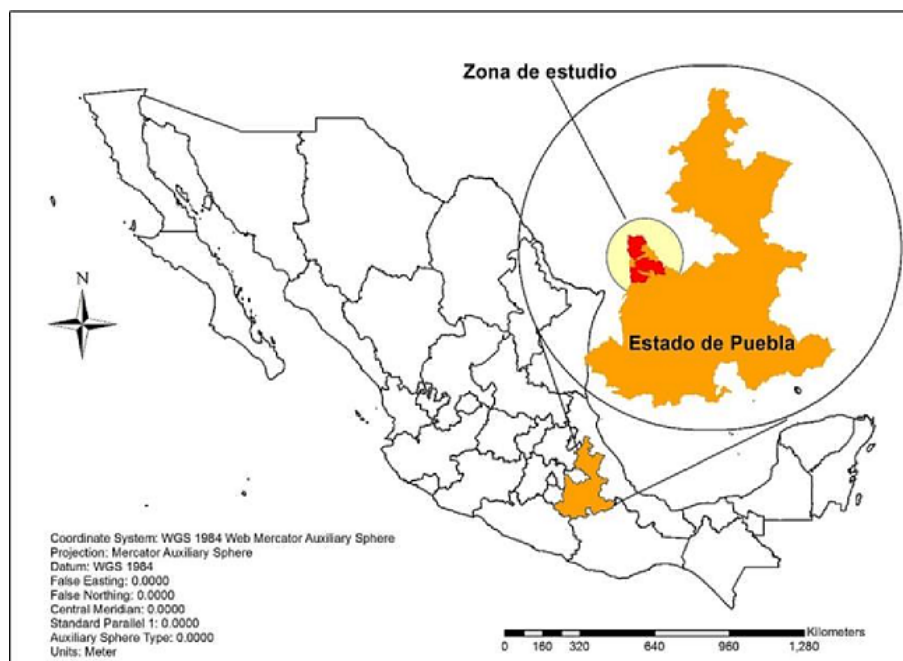 Zona de estudio
Estado de Puebla
N
Coordinate System: WGS 1984 Web Mercator Auxiliary Sphere
Projection: Mercator Auxiliary Sphere
Datum: WGS 1984
False Easting: 0.0000
False Northing: 0.0000
Central Meridian: 0.0000
Standard Parallel 1: 0.0000
Auxiliary Sphere Type: 0.0000
Units: Meter
Kilometers
0 160 320 640 960 1,280